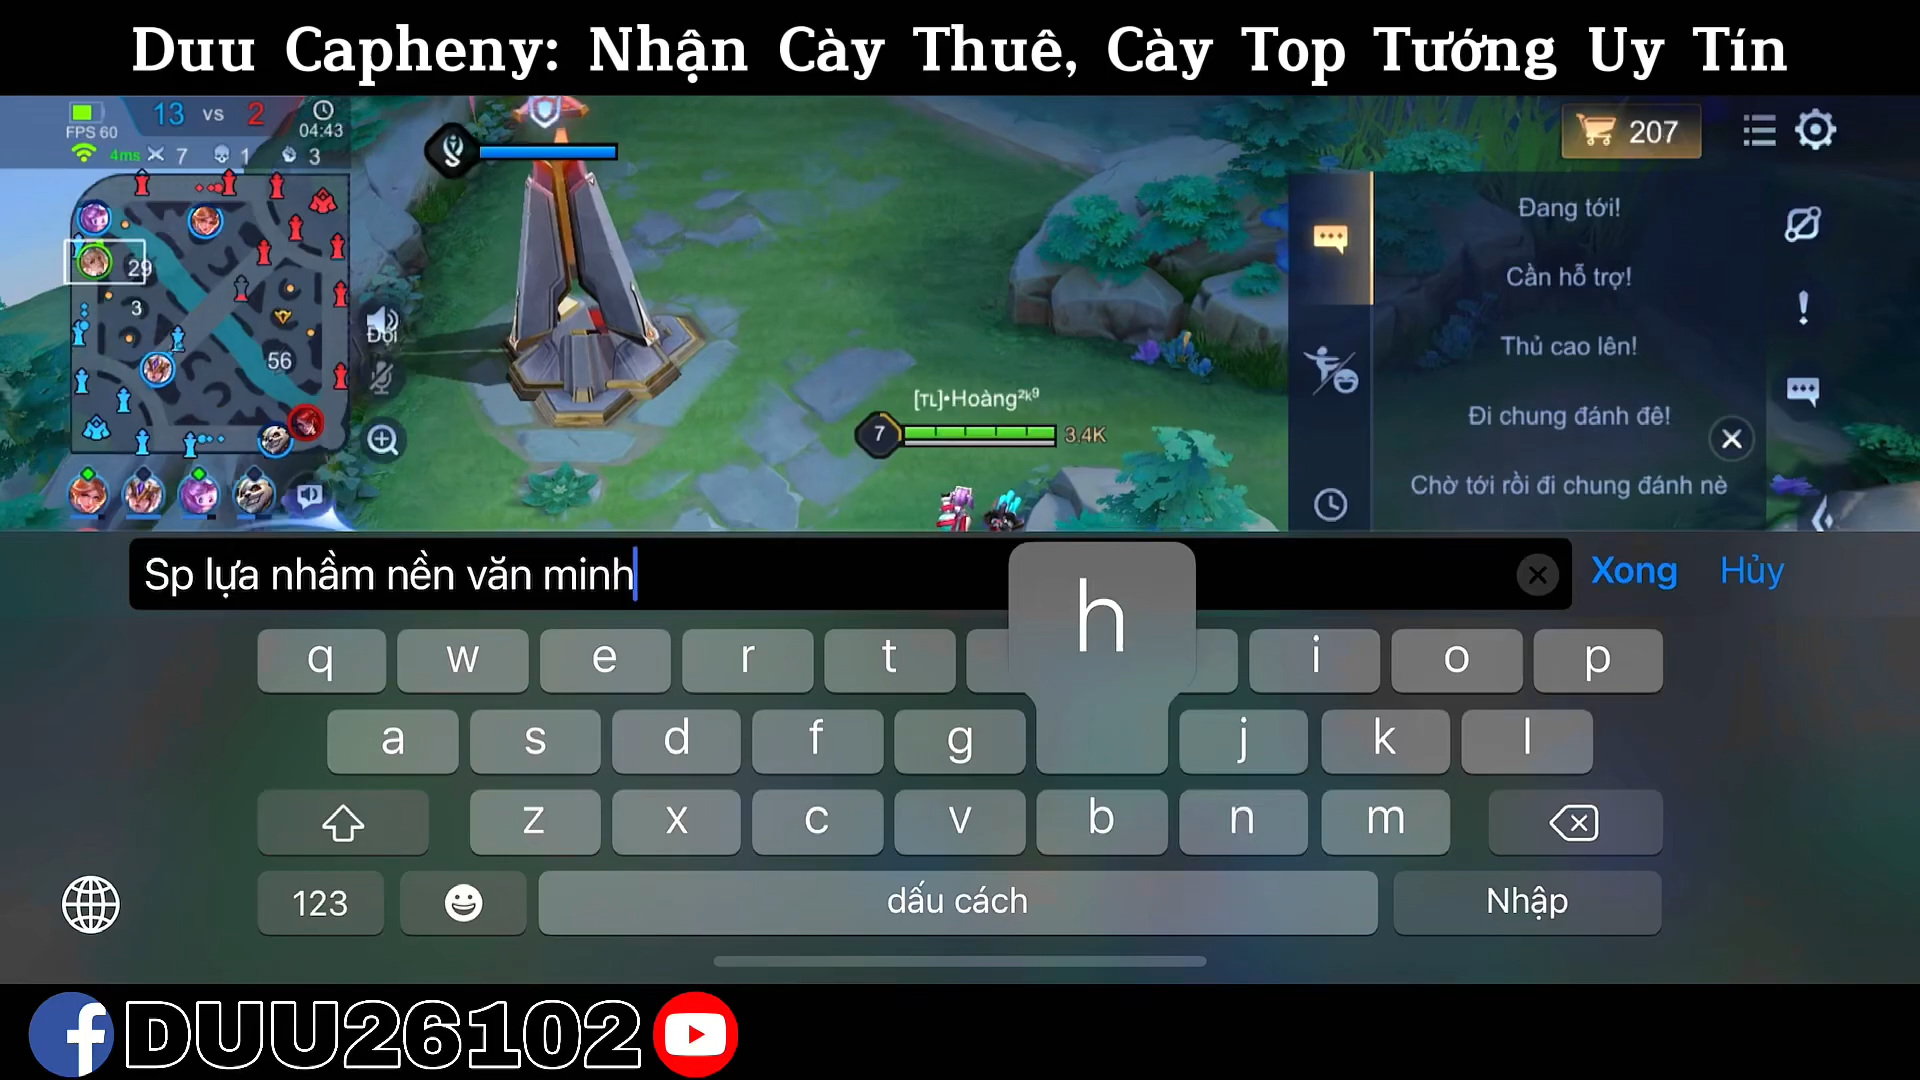 Duu Capheny: Nhận Cày Thuê, Cày Top Tướng Uy Tín
13 vs 2
FPS 60
04:43
4ms 7 1 3
207
29
3
56
Đội
[TL]•Hoàng²ᵏ⁹
7 3.4K
Đang tới!
Cần hỗ trợ!
Thủ cao lên!
Đi chung đánh đê!
Chờ tới rồi đi chung đánh nè
Sp lựa nhầm nền văn minh
Xong Hủy
h
q w e r t i o p
a s d f g j k l
z x c v b n m
123 dấu cách Nhập
DUU26102